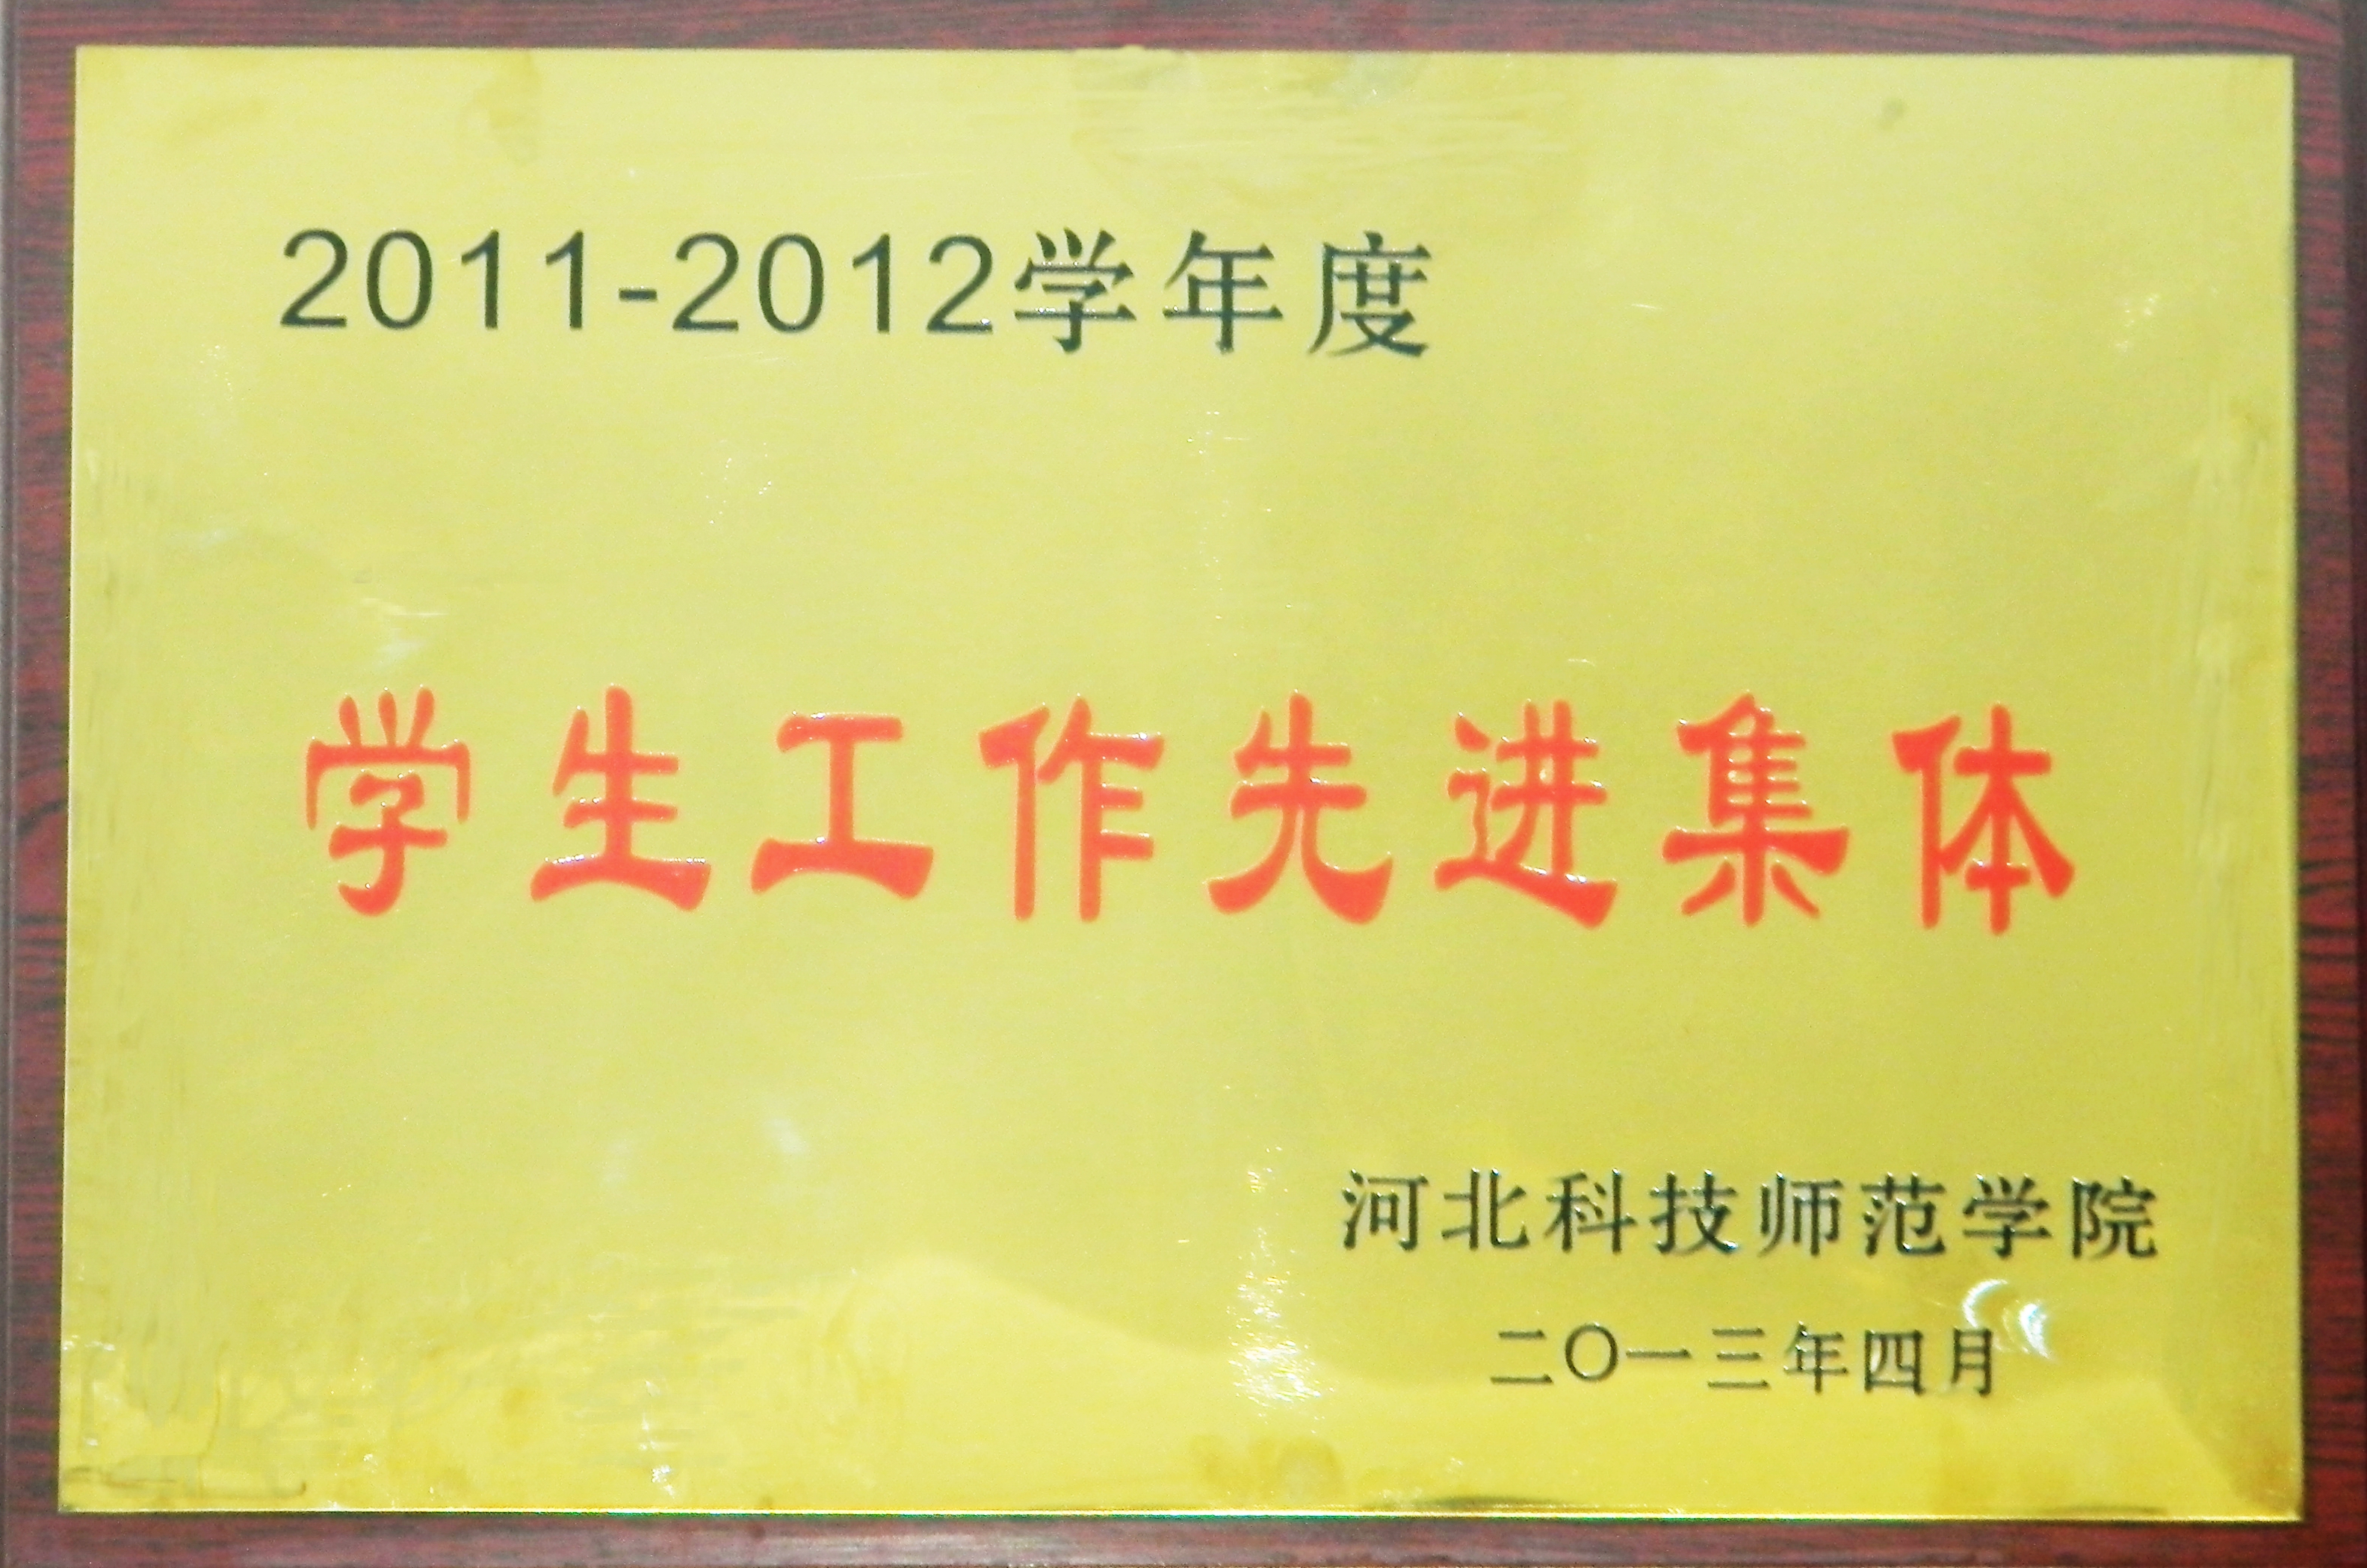 2011-2012学年度
学生工作先进集体
河北科技师范学院
二〇一三年四月